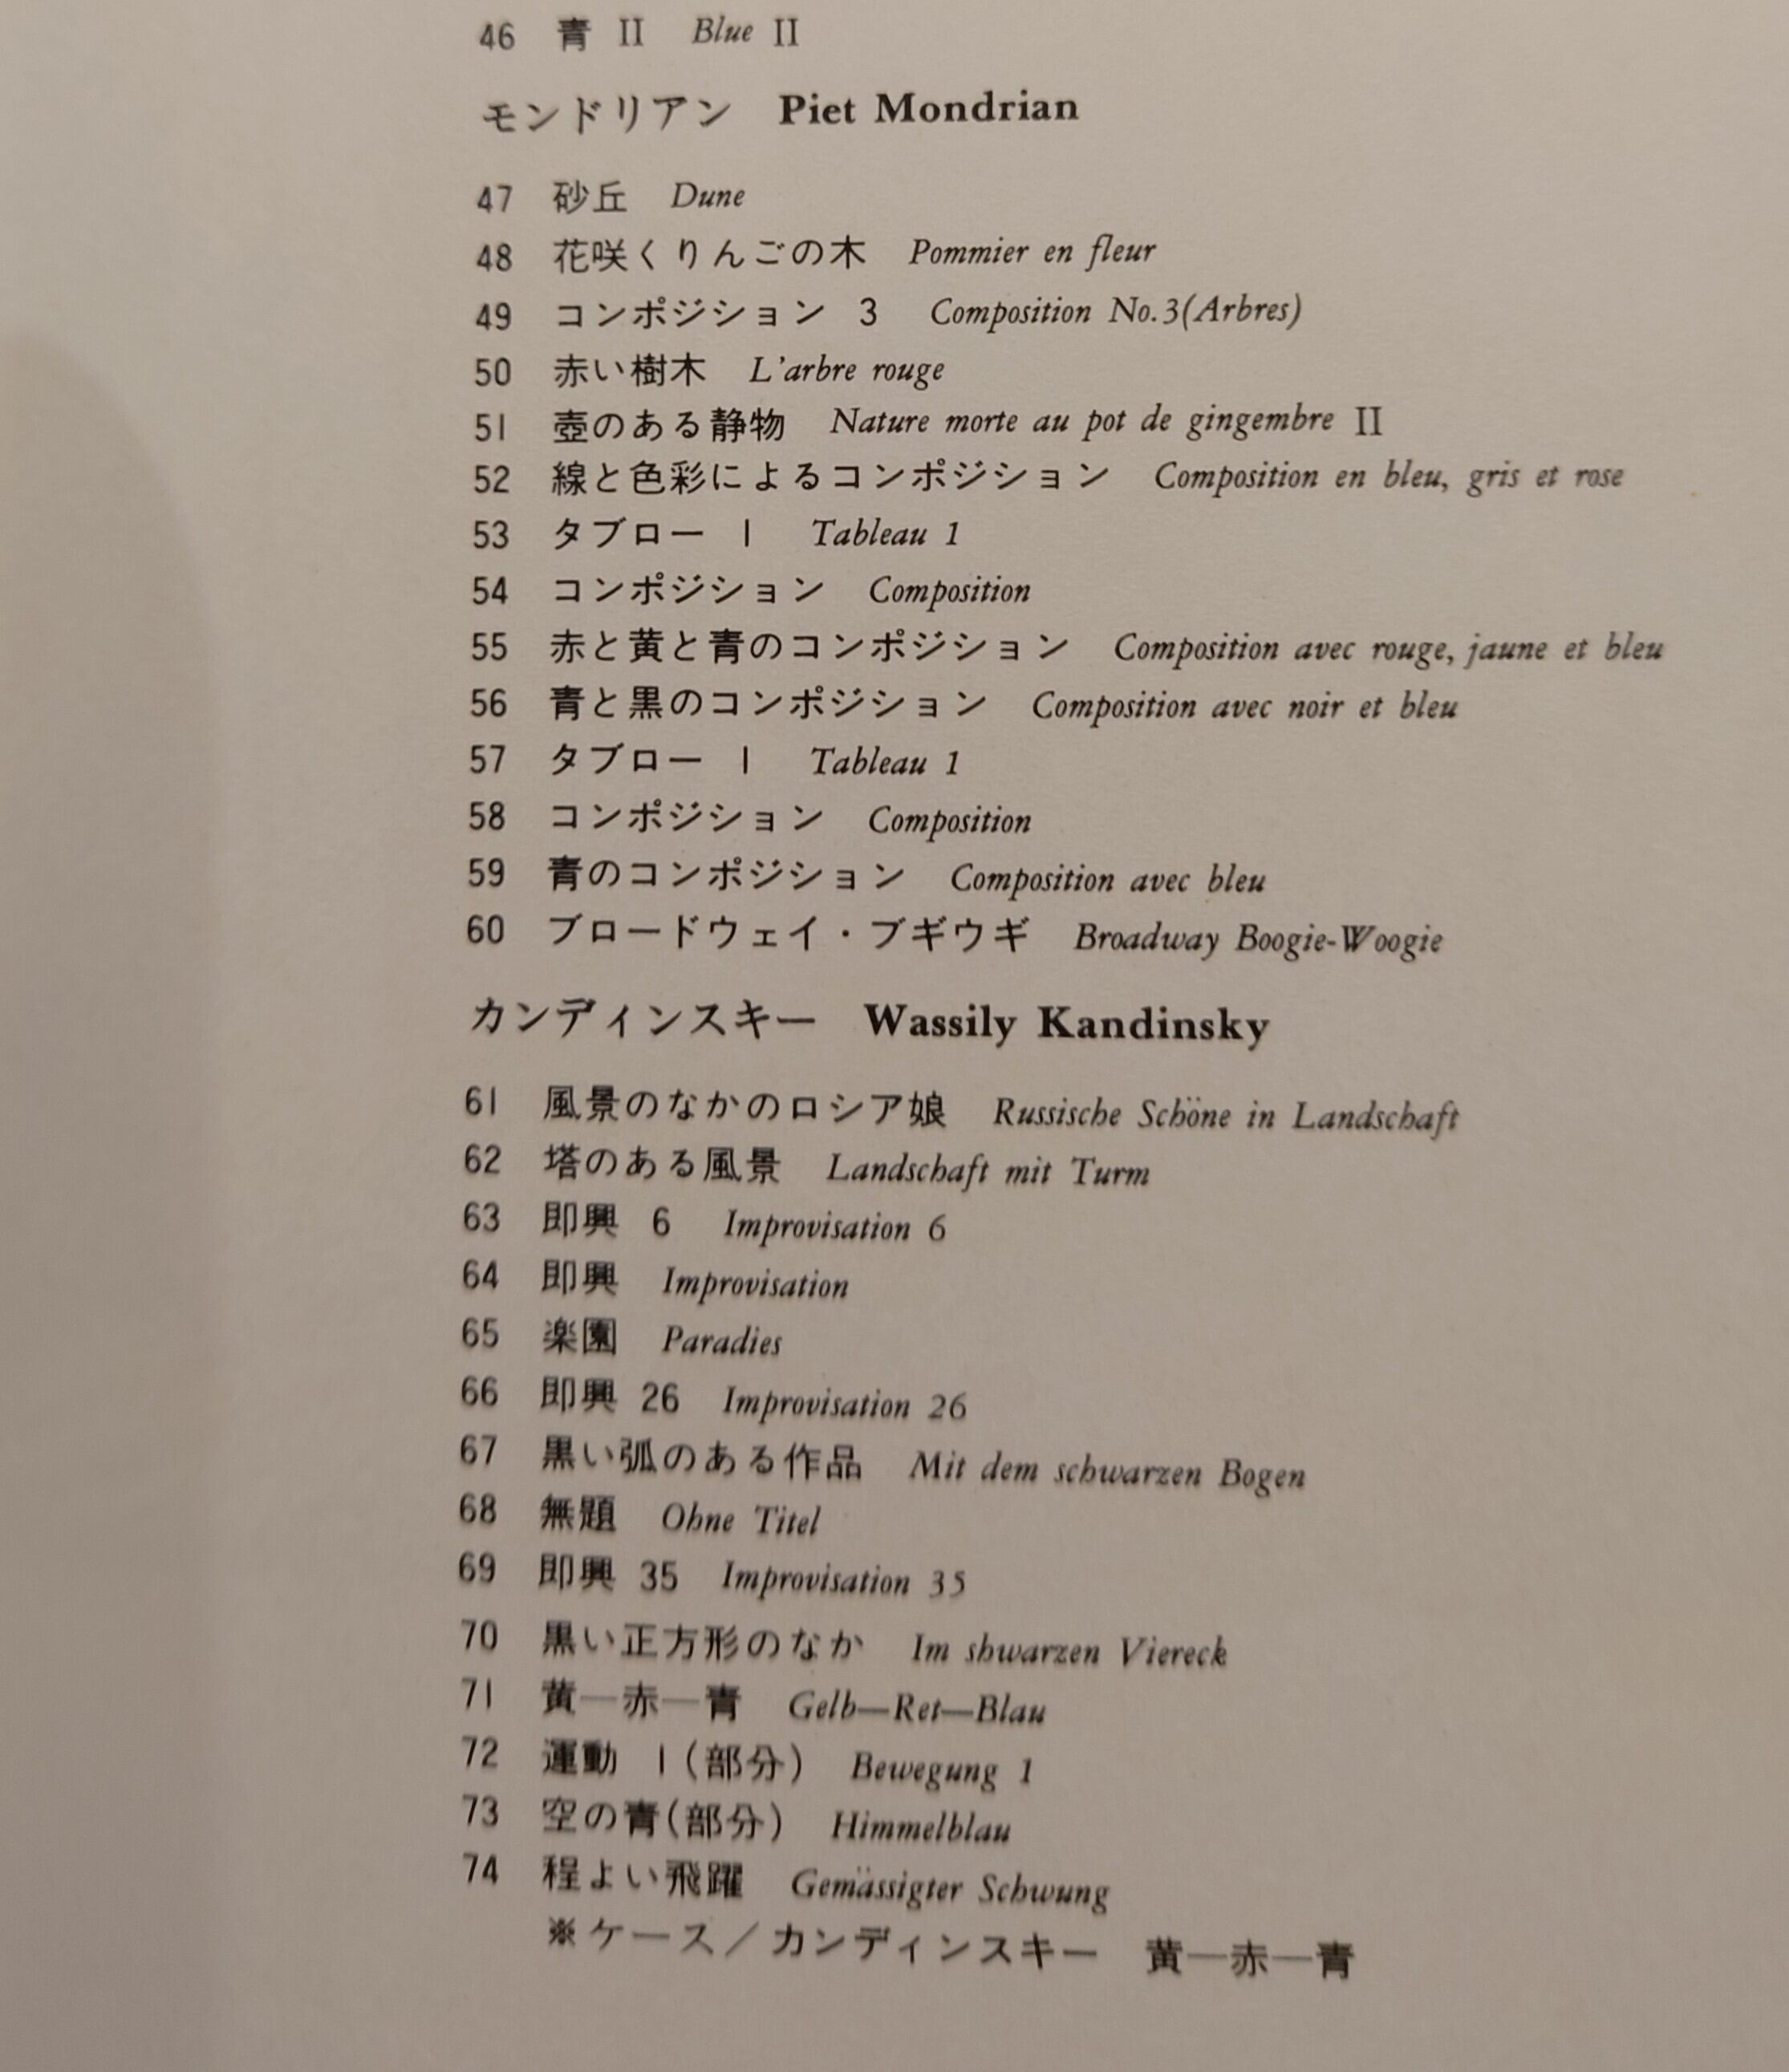 46 青 II Blue II
モンドリアン Piet Mondrian
47 砂丘 Dune
48 花咲くりんごの木 Pommier en fleur
49 コンポジション 3 Composition No.3(Arbres)
50 赤い樹木 L'arbre rouge
51 壺のある静物 Nature morte au pot de gingembre II
52 線と色彩によるコンポジション Composition en bleu, gris et rose
53 タブロー 1 Tableau 1
54 コンポジション Composition
55 赤と黄と青のコンポジション Composition avec rouge, jaune et bleu
56 青と黒のコンポジション Composition avec noir et bleu
57 タブロー 1 Tableau 1
58 コンポジション Composition
59 青のコンポジション Composition avec bleu
60 ブロードウェイ・ブギウギ Broadway Boogie-Woogie
カンディンスキー Wassily Kandinsky
61 風景のなかのロシア娘 Russische Schöne in Landschaft
62 塔のある風景 Landschaft mit Turm
63 即興 6 Improvisation 6
64 即興 Improvisation
65 楽園 Paradies
66 即興 26 Improvisation 26
67 黒い弧のある作品 Mit dem schwarzen Bogen
68 無題 Ohne Titel
69 即興 35 Improvisation 35
70 黒い正方形のなか Im shwarzen Viereck
71 黄—赤—青 Gelb—Ret—Blau
72 運動 1(部分) Bewegung 1
73 空の青(部分) Himmelblau
74 程よい飛躍 Gemässigter Schwung
※ケース／カンディンスキー 黄—赤—青